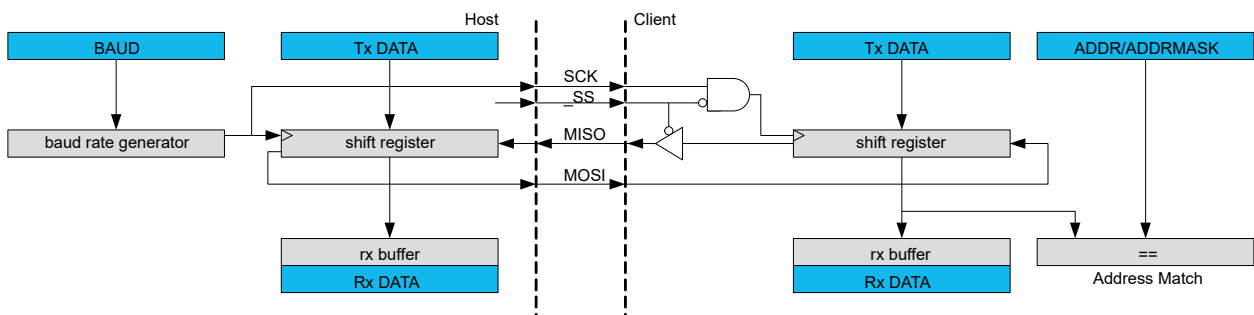 Host
Client
BAUD
Tx DATA
Tx DATA
ADDR/ADDRMASK
SCK
_SS
baud rate generator
shift register
MISO
shift register
MOSI
rx buffer
rx buffer
==
Rx DATA
Rx DATA
Address Match